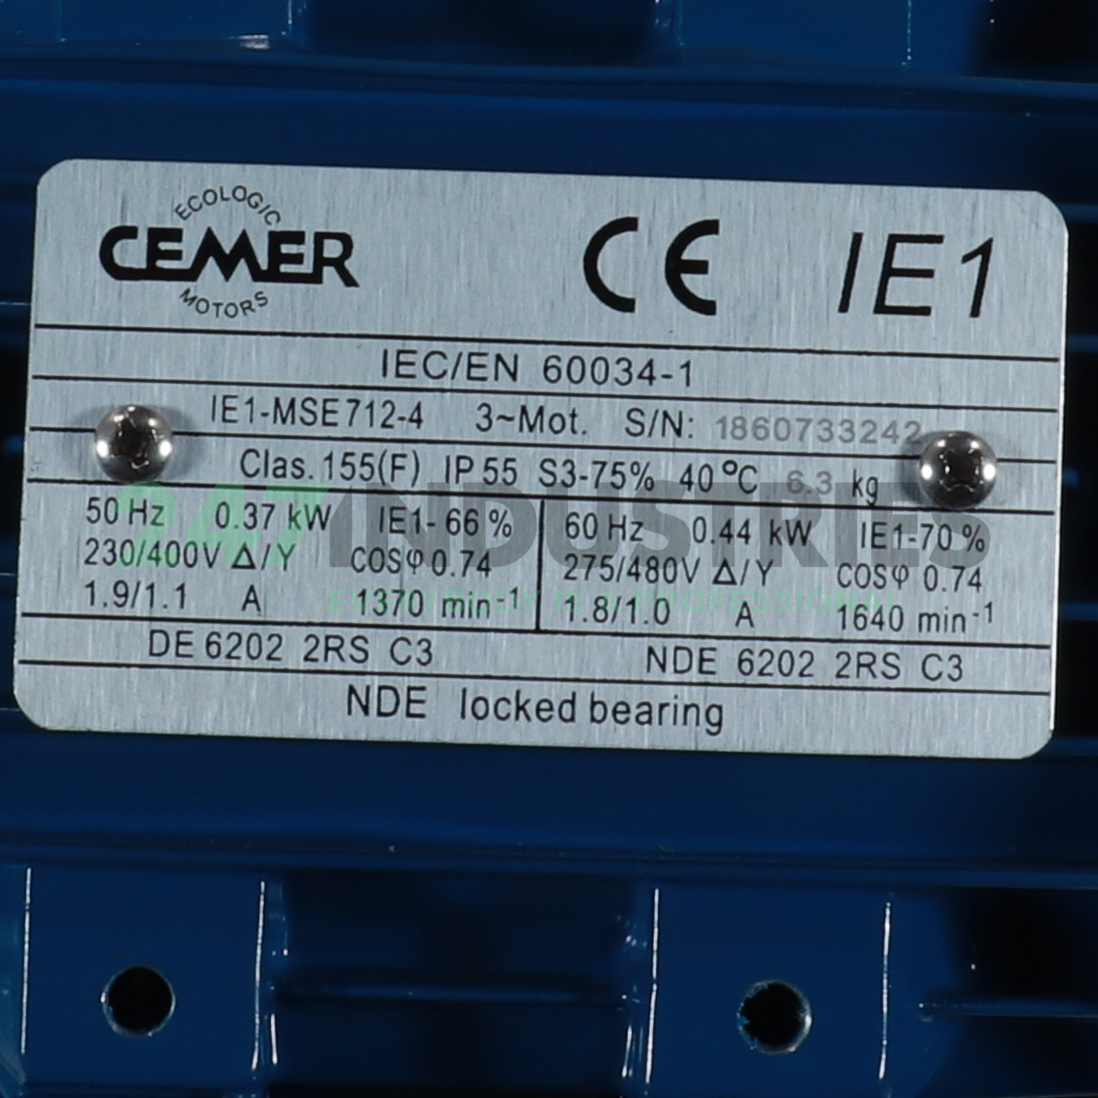 ECOLOGIC
CEMER
MOTORS
CE IE1
IEC/EN 60034-1
IE1-MSE712-4 3~Mot. S/N: 1860733242
Clas.155(F) IP55 S3-75% 40°C 6.3 kg
247INDUSTRIES
50 Hz 0.37 kW IE1-66%
230/400V Δ/Y COSφ 0.74
1.9/1.1 A 1370 min-1
60 Hz 0.44 kW IE1-70%
275/480V Δ/Y COSφ 0.74
1.8/1.0 A 1640 min-1
DE 6202 2RS C3 NDE 6202 2RS C3
NDE locked bearing